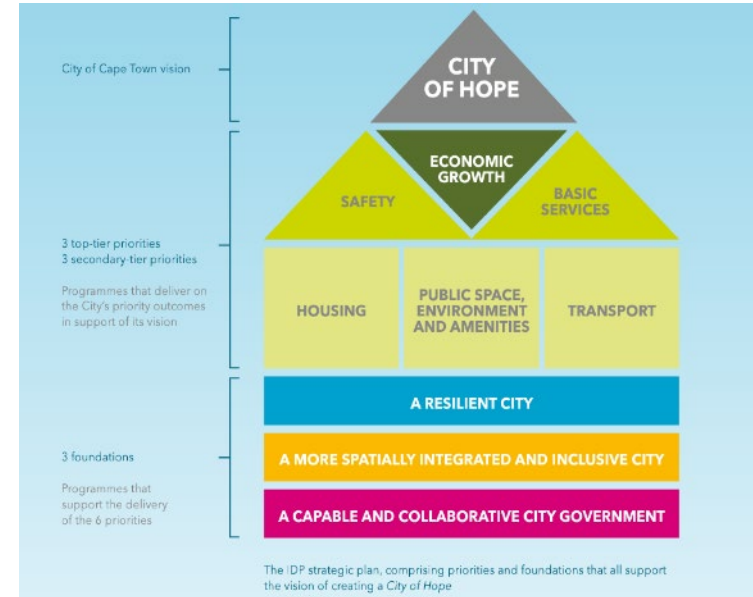 City of Cape Town vision
CITY
OF HOPE
ECONOMIC
GROWTH
SAFETY
BASIC
SERVICES
3 top-tier priorities
3 secondary-tier priorities
Programmes that deliver on
the City's priority outcomes
in support of its vision
HOUSING
PUBLIC SPACE,
ENVIRONMENT
AND AMENITIES
TRANSPORT
A RESILIENT CITY
3 foundations
Programmes that
support the delivery
of the 6 priorities
A MORE SPATIALLY INTEGRATED AND INCLUSIVE CITY
A CAPABLE AND COLLABORATIVE CITY GOVERNMENT
The IDP strategic plan, comprising priorities and foundations that all support
the vision of creating a City of Hope